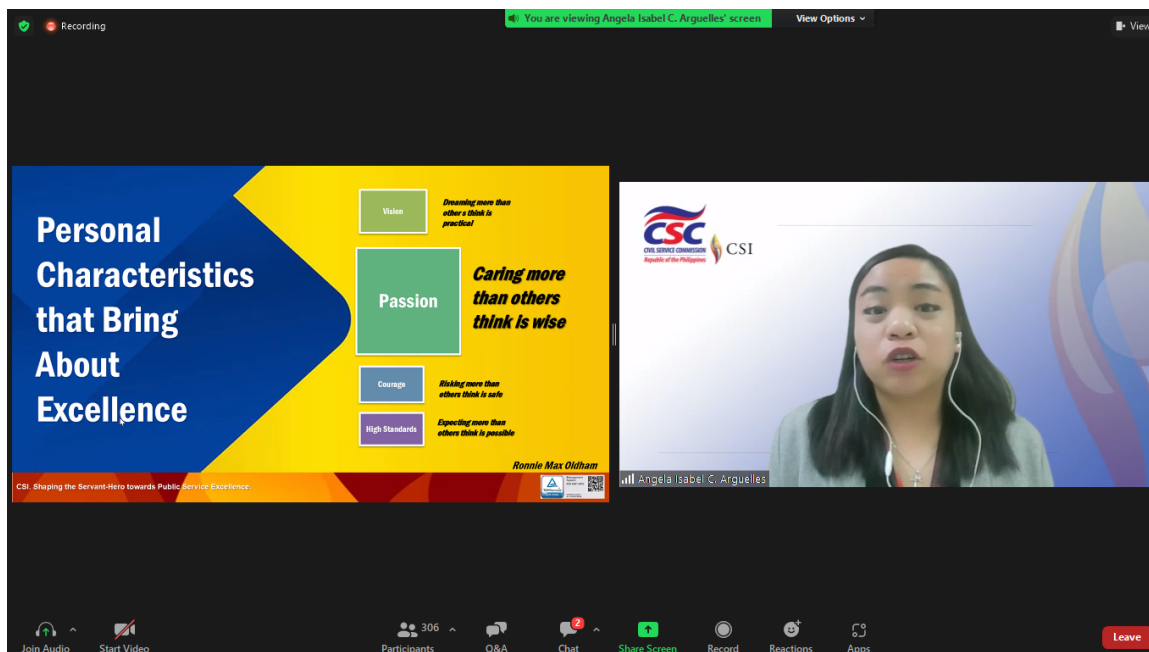 Recording
You are viewing Angela Isabel C. Arguelles' screen
View Options
View
Personal
Characteristics
that Bring
About
Excellence
Vision
Dreaming more than
others think is
practical
Passion
Caring more
than others
think is wise
Courage
Risking more than
others think is safe
High Standards
Expecting more than
others think is possible
Ronnie Max Oldham
CSI. Shaping the Servant-Hero towards Public Service Excellence.
CSC
CIVIL SERVICE COMMISSION
Republic of the Philippines
CSI
Angela Isabel C. Arguelles
Join Audio
Start Video
306
Participants
Q&A
2
Chat
Share Screen
Record
Reactions
Apps
Leave